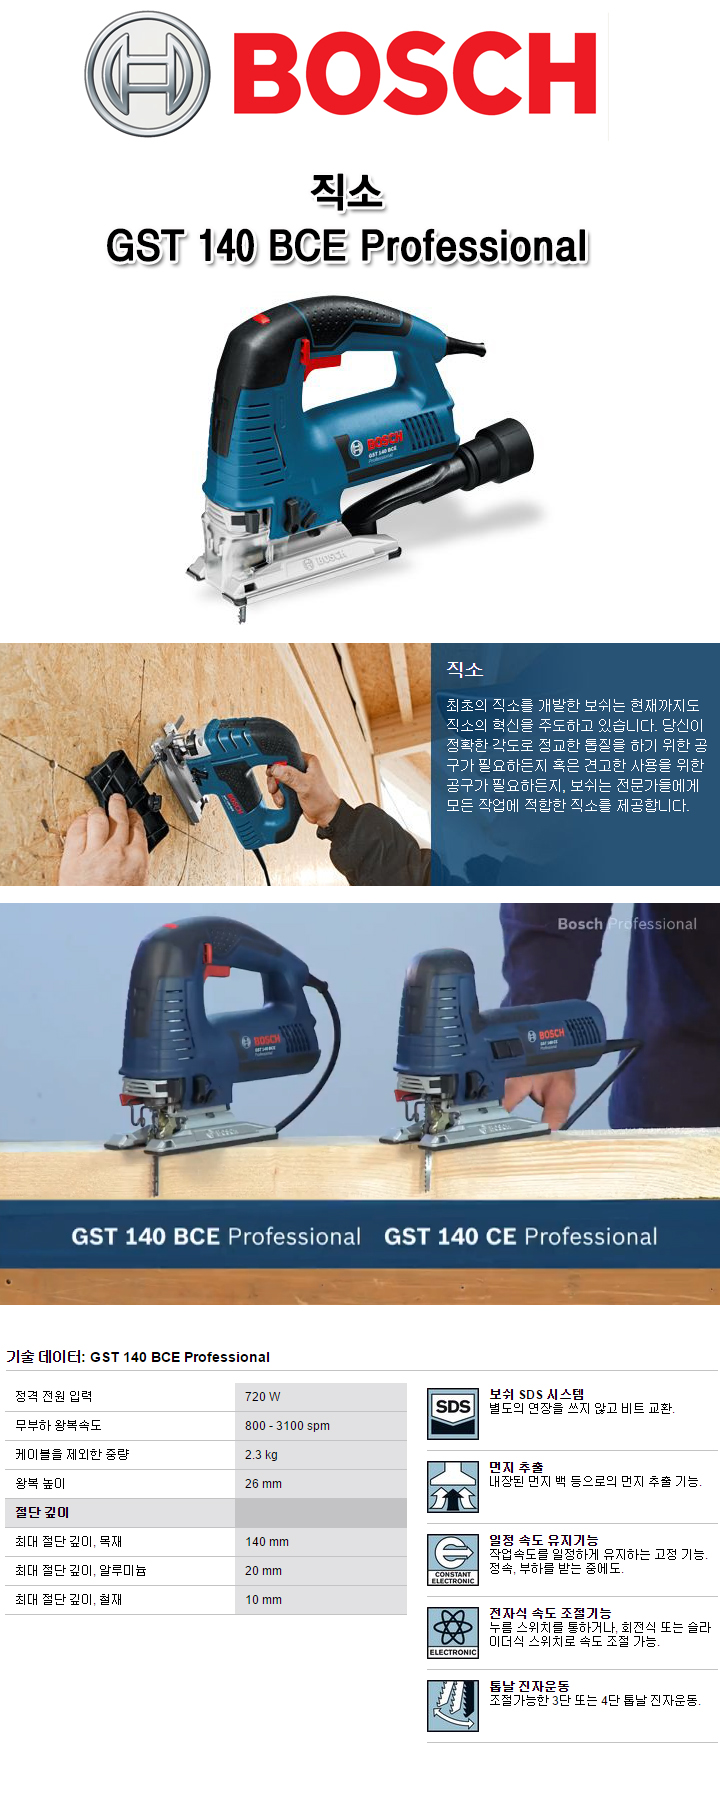 BOSCH
직소
GST 140 BCE Professional
BOSCH
GST 140 BCE
Professional
BOSCH
직소
최초의 직소를 개발한 보쉬는 현재까지도
직소의 혁신을 주도하고 있습니다. 당신이
정확한 각도로 정교한 톱질을 하기 위한 공
구가 필요하든지 혹은 견고한 사용을 위한
공구가 필요하든지, 보쉬는 전문가들에게
모든 작업에 적합한 직소를 제공합니다.
BOSCH
Bosch Professional
BOSCH
GST 140 BCE
Professional
BOSCH
GST 140 CE
GST 140 BCE Professional GST 140 CE Professional
기술 데이터: GST 140 BCE Professional
정격 전원 입력 720 W
무부하 왕복속도 800 - 3100 spm
케이블을 제외한 중량 2.3 kg
왕복 높이 26 mm
절단 깊이
최대 절단 깊이, 목재 140 mm
최대 절단 깊이, 알루미늄 20 mm
최대 절단 깊이, 철재 10 mm
SDS
보쉬 SDS 시스템
별도의 연장을 쓰지 않고 비트 교환.
먼지 추출
내장된 먼지 백 등으로의 먼지 추출 기능.
CONSTANT
ELECTRONIC
일정 속도 유지기능
작업속도를 일정하게 유지하는 고정 기능.
정속, 부하를 받는 중에도.
ELECTRONIC
전자식 속도 조절기능
누름 스위치를 통하거나, 회전식 또는 슬라
이더식 스위치로 속도 조절 가능.
톱날 진자운동
조절가능한 3단 또는 4단 톱날 진자운동.